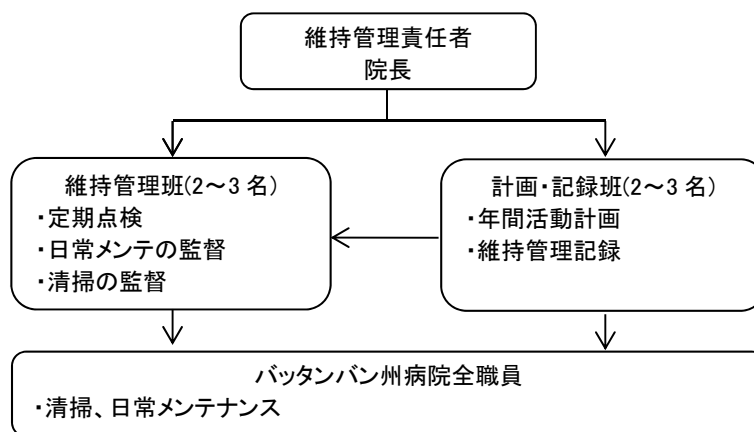 維持管理責任者
院長
維持管理班(2～3 名)
・定期点検
・日常メンテの監督
・清掃の監督
計画・記録班(2～3 名)
・年間活動計画
・維持管理記録
バッタンバン州病院全職員
・清掃、日常メンテナンス